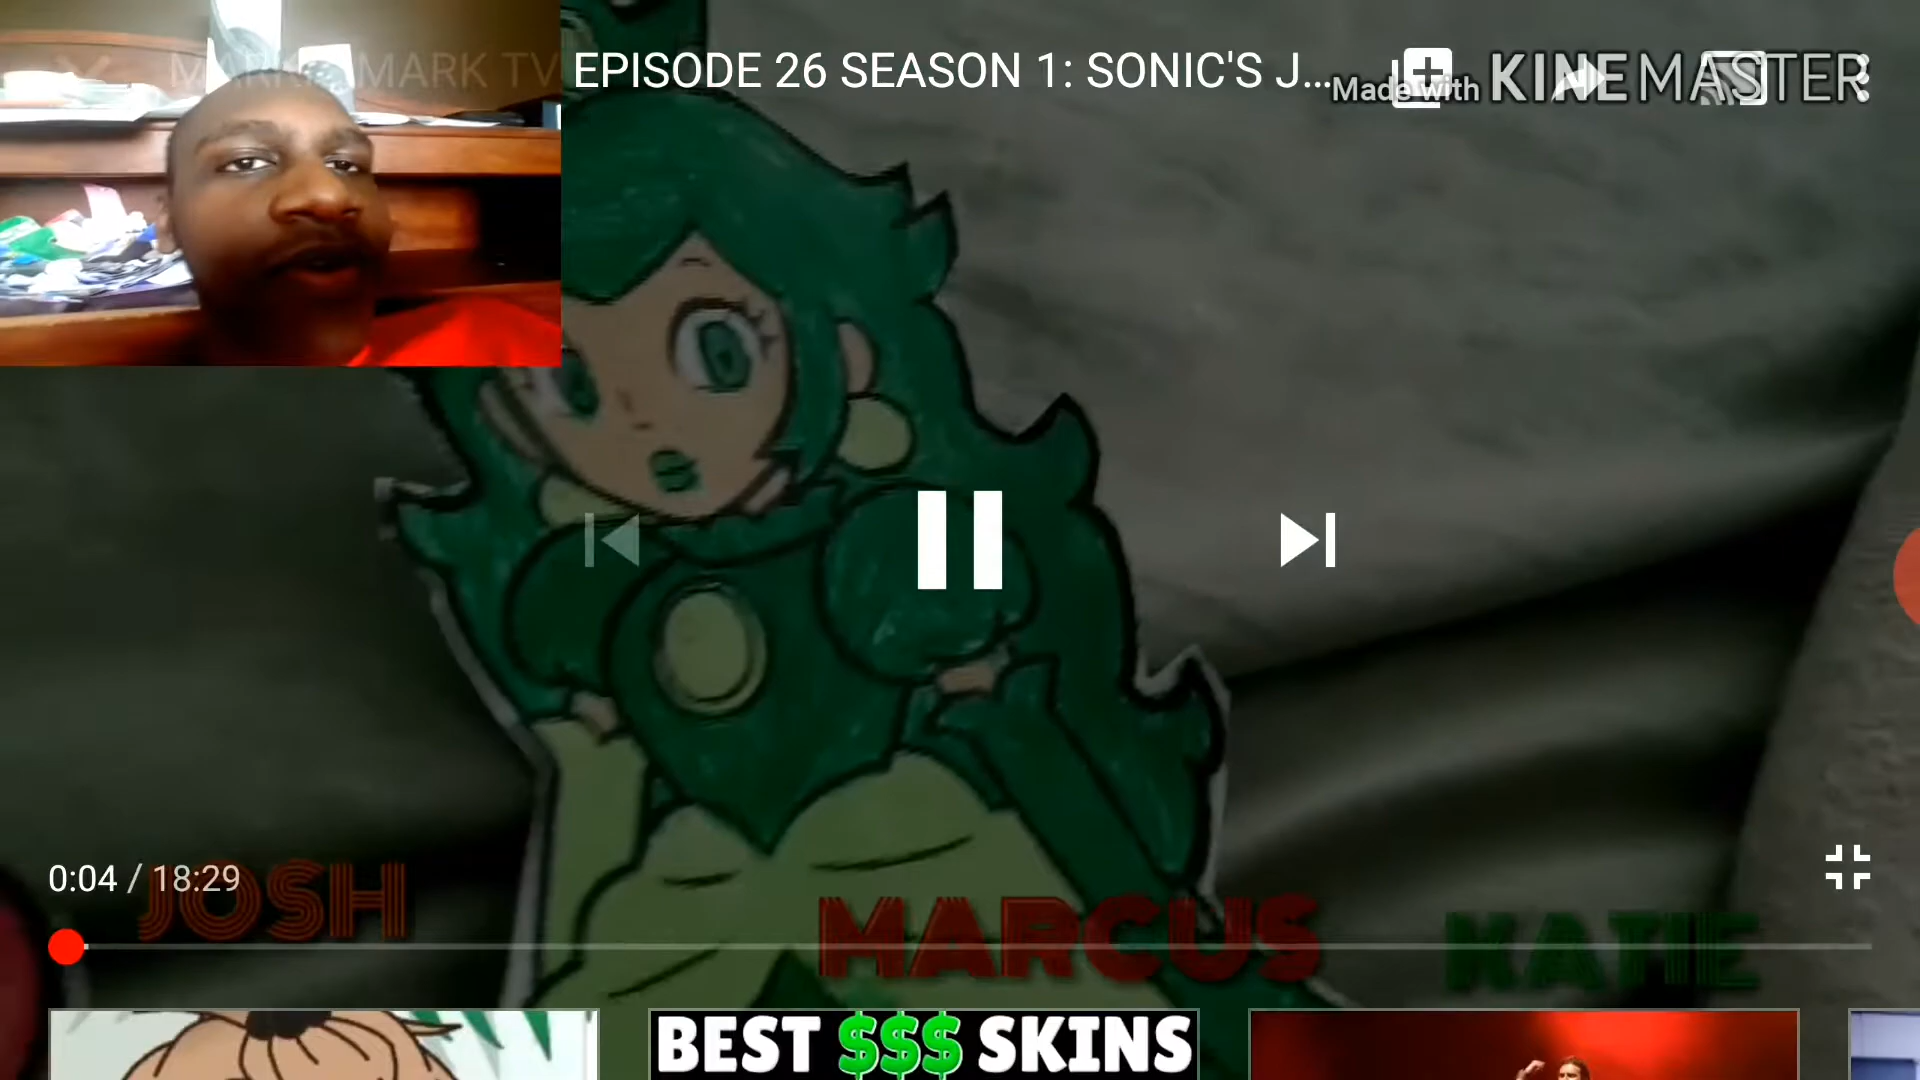 MARK MARK TV EPISODE 26 SEASON 1: SONIC'S J...
Made with KINEMASTER
0:04 / 18:29
JOSH
MARCUS
KATIE
BEST $$$ SKINS